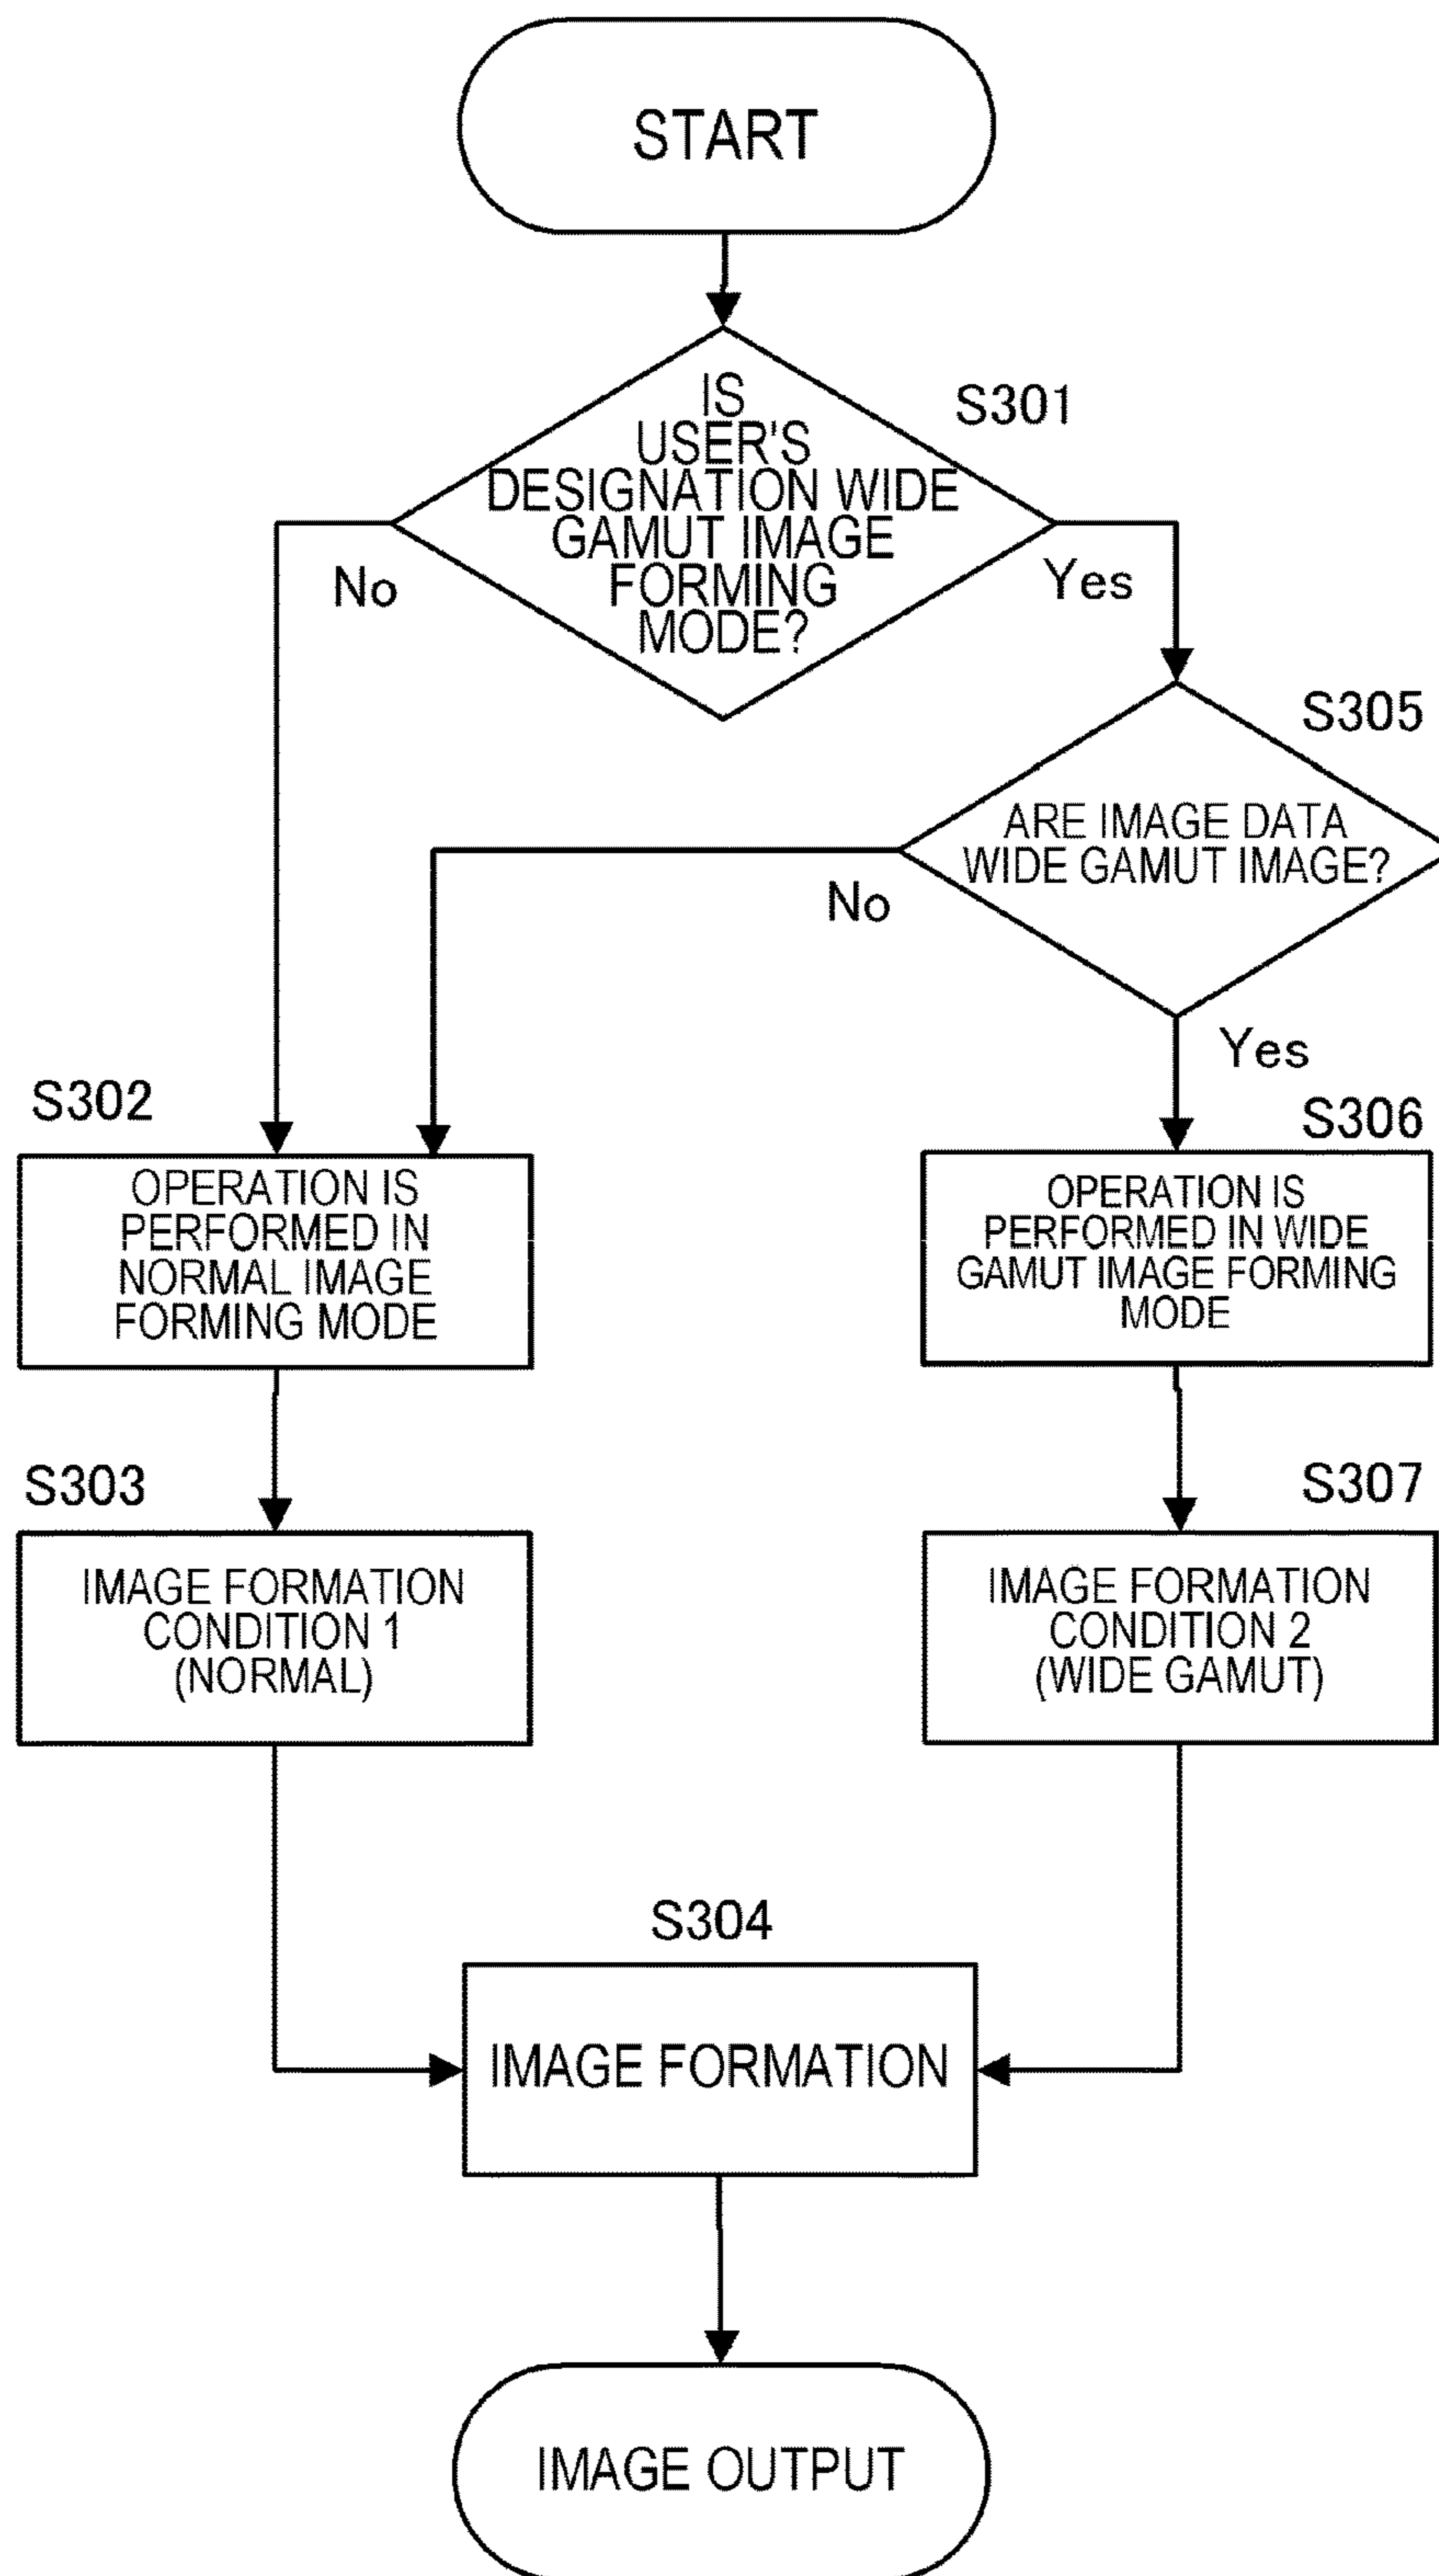 START
S301
IS
USER'S
DESIGNATION WIDE
GAMUT IMAGE
FORMING
MODE?
No
Yes
S305
ARE IMAGE DATA
WIDE GAMUT IMAGE?
No
Yes
S302
OPERATION IS
PERFORMED IN
NORMAL IMAGE
FORMING MODE
S306
OPERATION IS
PERFORMED IN WIDE
GAMUT IMAGE FORMING
MODE
S303
IMAGE FORMATION
CONDITION 1
(NORMAL)
S307
IMAGE FORMATION
CONDITION 2
(WIDE GAMUT)
S304
IMAGE FORMATION
IMAGE OUTPUT